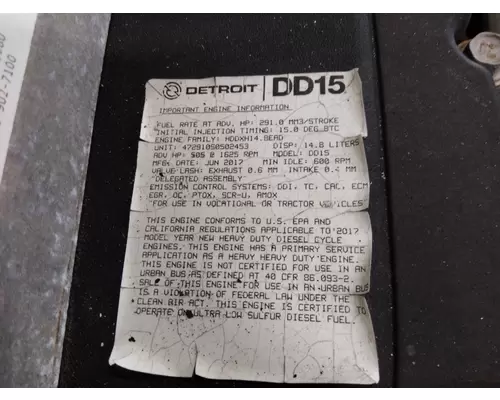 902-7100
DETROIT DD15
IMPORTANT ENGINE INFORMATION
FUEL RATE AT ADV. HP: 291.0 MM3/STROKE
INITIAL INJECTION TIMING: 15.0 DEG BTC
ENGINE FAMILY: HDDXH14.8EAD
UNIT: 472910S0502453 DISP: 14.8 LITERS
ADV HP: 505 @ 1625 RPM MODEL: DD15
MFG. DATE: JUN 2017 MIN IDLE: 600 RPM
VALVE LASH: EXHAUST 0.6 MM INTAKE 0.4 MM
"DELEGATED ASSEMBLY"
EMISSION CONTROL SYSTEMS: DDI, TC, CAC, ECM
EGR, OC, PTOX, SCR-U, AMOX
FOR USE IN VOCATIONAL OR TRACTOR VEHICLES
THIS ENGINE CONFORMS TO U.S. EPA AND
CALIFORNIA REGULATIONS APPLICABLE TO 2017
MODEL YEAR NEW HEAVY DUTY DIESEL CYCLE
ENGINES. THIS ENGINE HAS A PRIMARY SERVICE
APPLICATION AS A HEAVY HEAVY DUTY ENGINE.
THIS ENGINE IS NOT CERTIFIED FOR USE IN AN
URBAN BUS AS DEFINED AT 40 CFR 86.093-2.
SALE OF THIS ENGINE FOR USE IN AN URBAN BUS
IS A VIOLATION OF FEDERAL LAW UNDER THE
CLEAN AIR ACT. THIS ENGINE IS CERTIFIED TO
OPERATE ON ULTRA LOW SULFUR DIESEL FUEL.